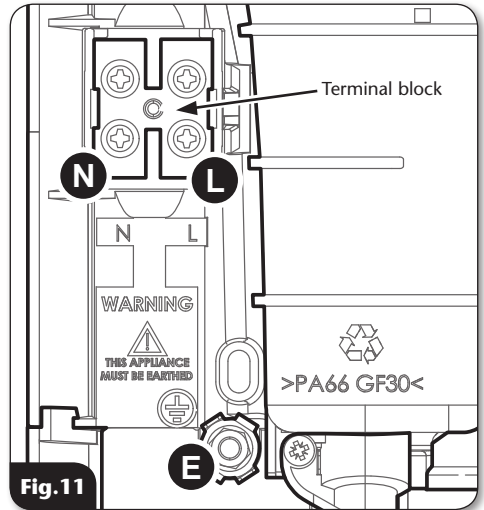 Terminal block
N L
N L
WARNING
THIS APPLIANCE
MUST BE EARTHED
>PA66 GF30<
E
Fig.11